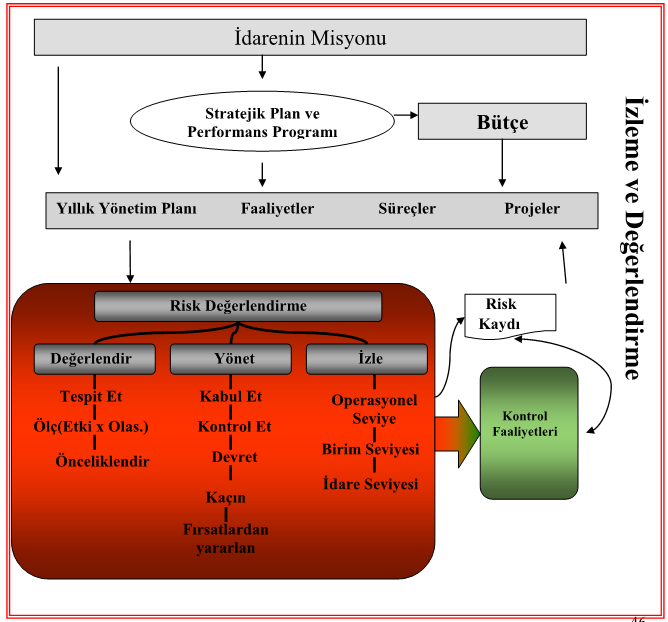 İdarenin Misyonu
Stratejik Plan ve
Performans Programı
Bütçe
Yıllık Yönetim Planı Faaliyetler Süreçler Projeler
İzleme ve Değerlendirme
Risk Değerlendirme
Değerlendir
Tespit Et
Ölç(Etki x Olas.)
Önceliklendir
Yönet
Kabul Et
Kontrol Et
Devret
Kaçın
Fırsatlardan
yararlan
İzle
Operasyonel
Seviye
Birim Seviyesi
İdare Seviyesi
Risk
Kaydı
Kontrol
Faaliyetleri